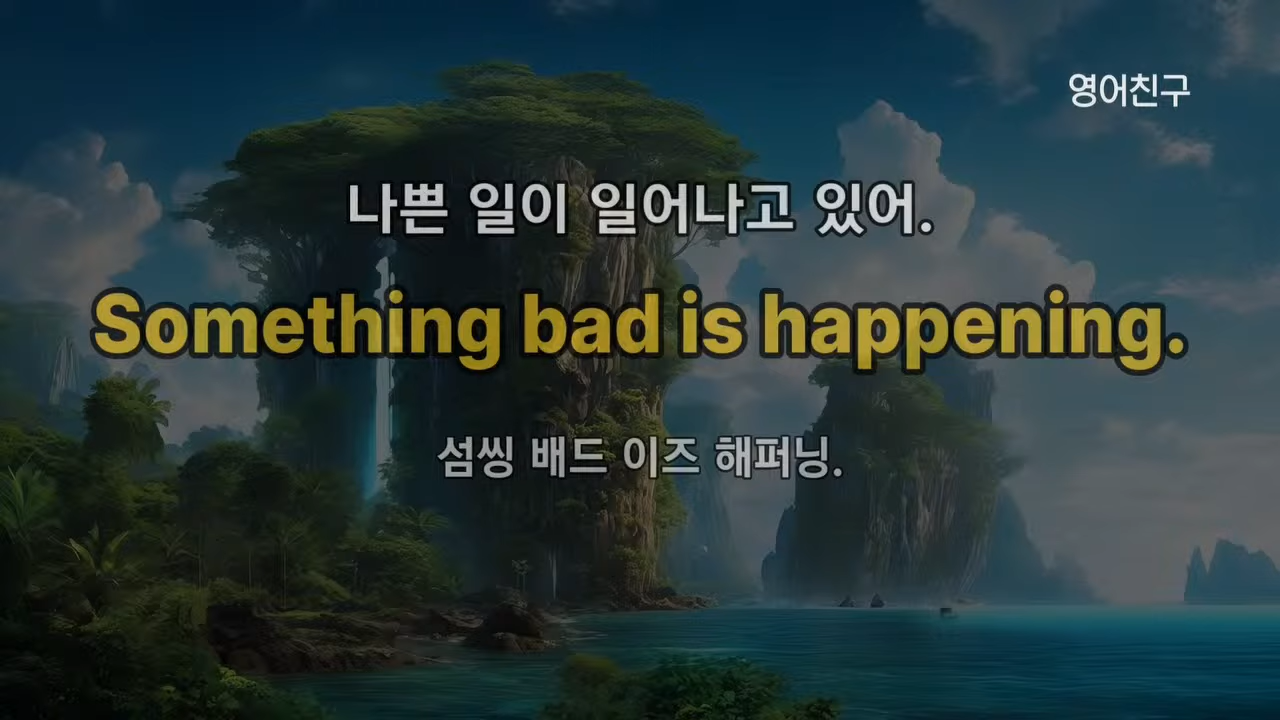 영어친구
나쁜 일이 일어나고 있어.
Something bad is happening.
섬씽 배드 이즈 해퍼닝.